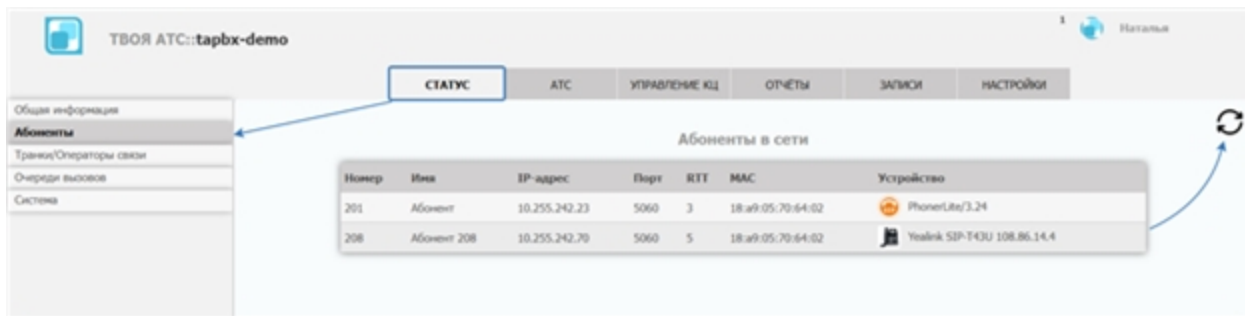 ТВОЯ АТС::tapbx-demo
1 Наталья
СТАТУС АТС УПРАВЛЕНИЕ КЦ ОТЧЁТЫ ЗАПИСИ НАСТРОЙКИ
Общая информация
Абоненты
Транки/Операторы связи
Очереди вызовов
Система
Абоненты в сети
Номер Имя IP-адрес Порт RTT MAC Устройство
201 Абонент 10.255.242.23 5060 3 18:a9:05:70:64:02 PhonerLite/3.24
208 Абонент 208 10.255.242.70 5060 5 18:a9:05:70:64:02 Yealink SIP-T43U 108.86.14.4